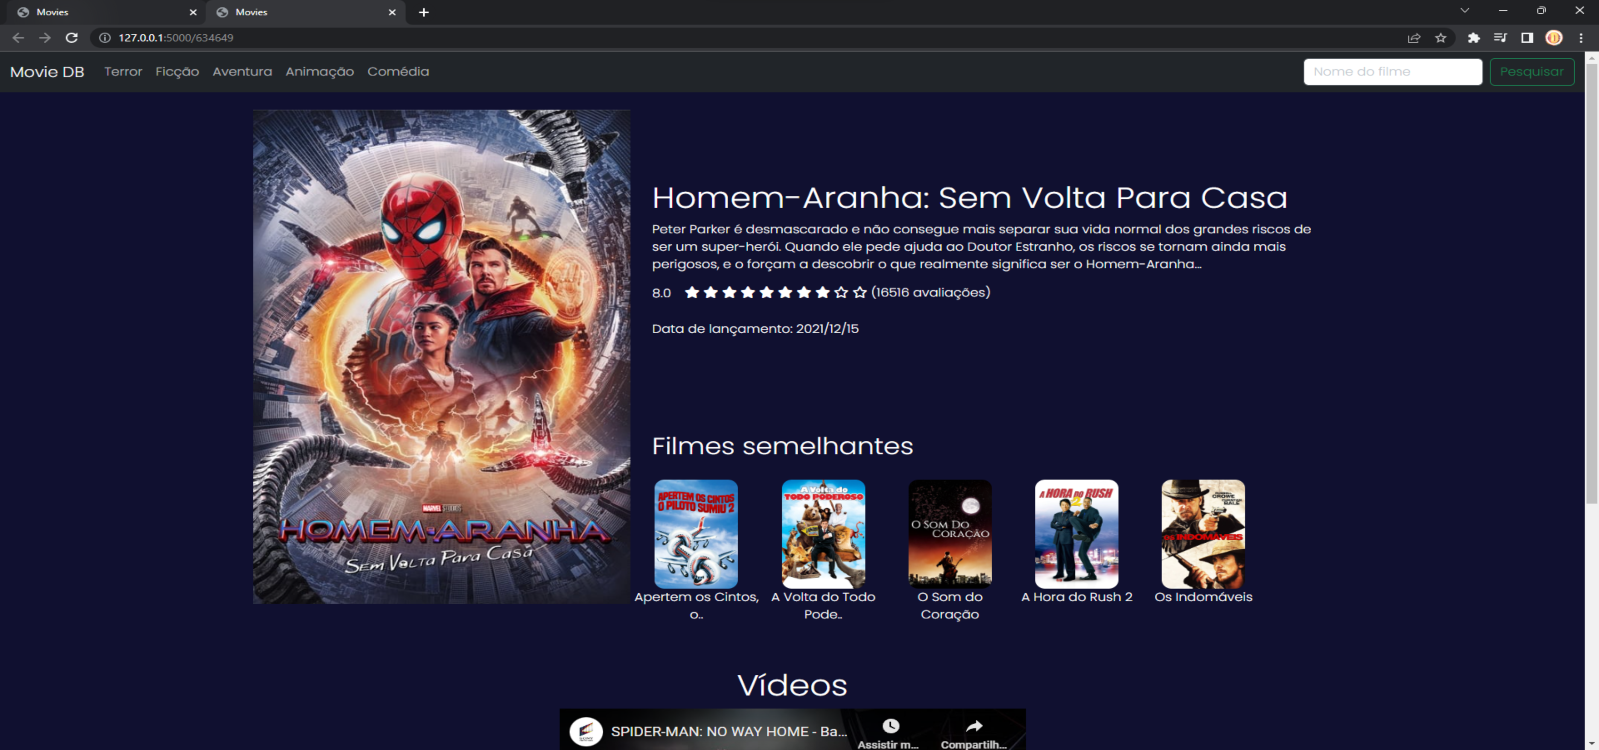 Movies
Movies
127.0.0.1:5000/634649
Movie DB Terror Ficção Aventura Animação Comédia Nome do filme Pesquisar
MARVEL STUDIOS
HOMEM-ARANHA
SEM VOLTA PARA CASA
Homem-Aranha: Sem Volta Para Casa
Peter Parker é desmascarado e não consegue mais separar sua vida normal dos grandes riscos de
ser um super-herói. Quando ele pede ajuda ao Doutor Estranho, os riscos se tornam ainda mais
perigosos, e o forçam a descobrir o que realmente significa ser o Homem-Aranha...
8.0 (16516 avaliações)
Data de lançamento: 2021/12/15
Filmes semelhantes
APERTEM OS CINTOS
O PILOTO SUMIU 2
Apertem os Cintos,
o..
A Volta do
TODO PODEROSO
A Volta do Todo
Pode..
O SOM DO
CORAÇÃO
O Som do
Coração
A HORA DO RUSH
2
A Hora do Rush 2
CROWE
BALE
OS INDOMÁVEIS
Os Indomáveis
Vídeos
SPIDER-MAN: NO WAY HOME - Ba...
Assistir m...
Compartilh...